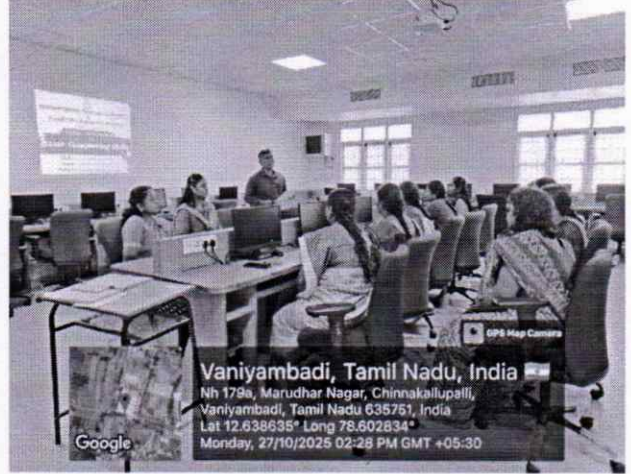 GPS Map Camera
Vaniyambadi, Tamil Nadu, India
Nh 179a, Marudhar Nagar, Chinnakallupalli,
Vaniyambadi, Tamil Nadu 635751, India
Lat 12.638635° Long 78.602834°
Monday, 27/10/2025 02:28 PM GMT +05:30
Google